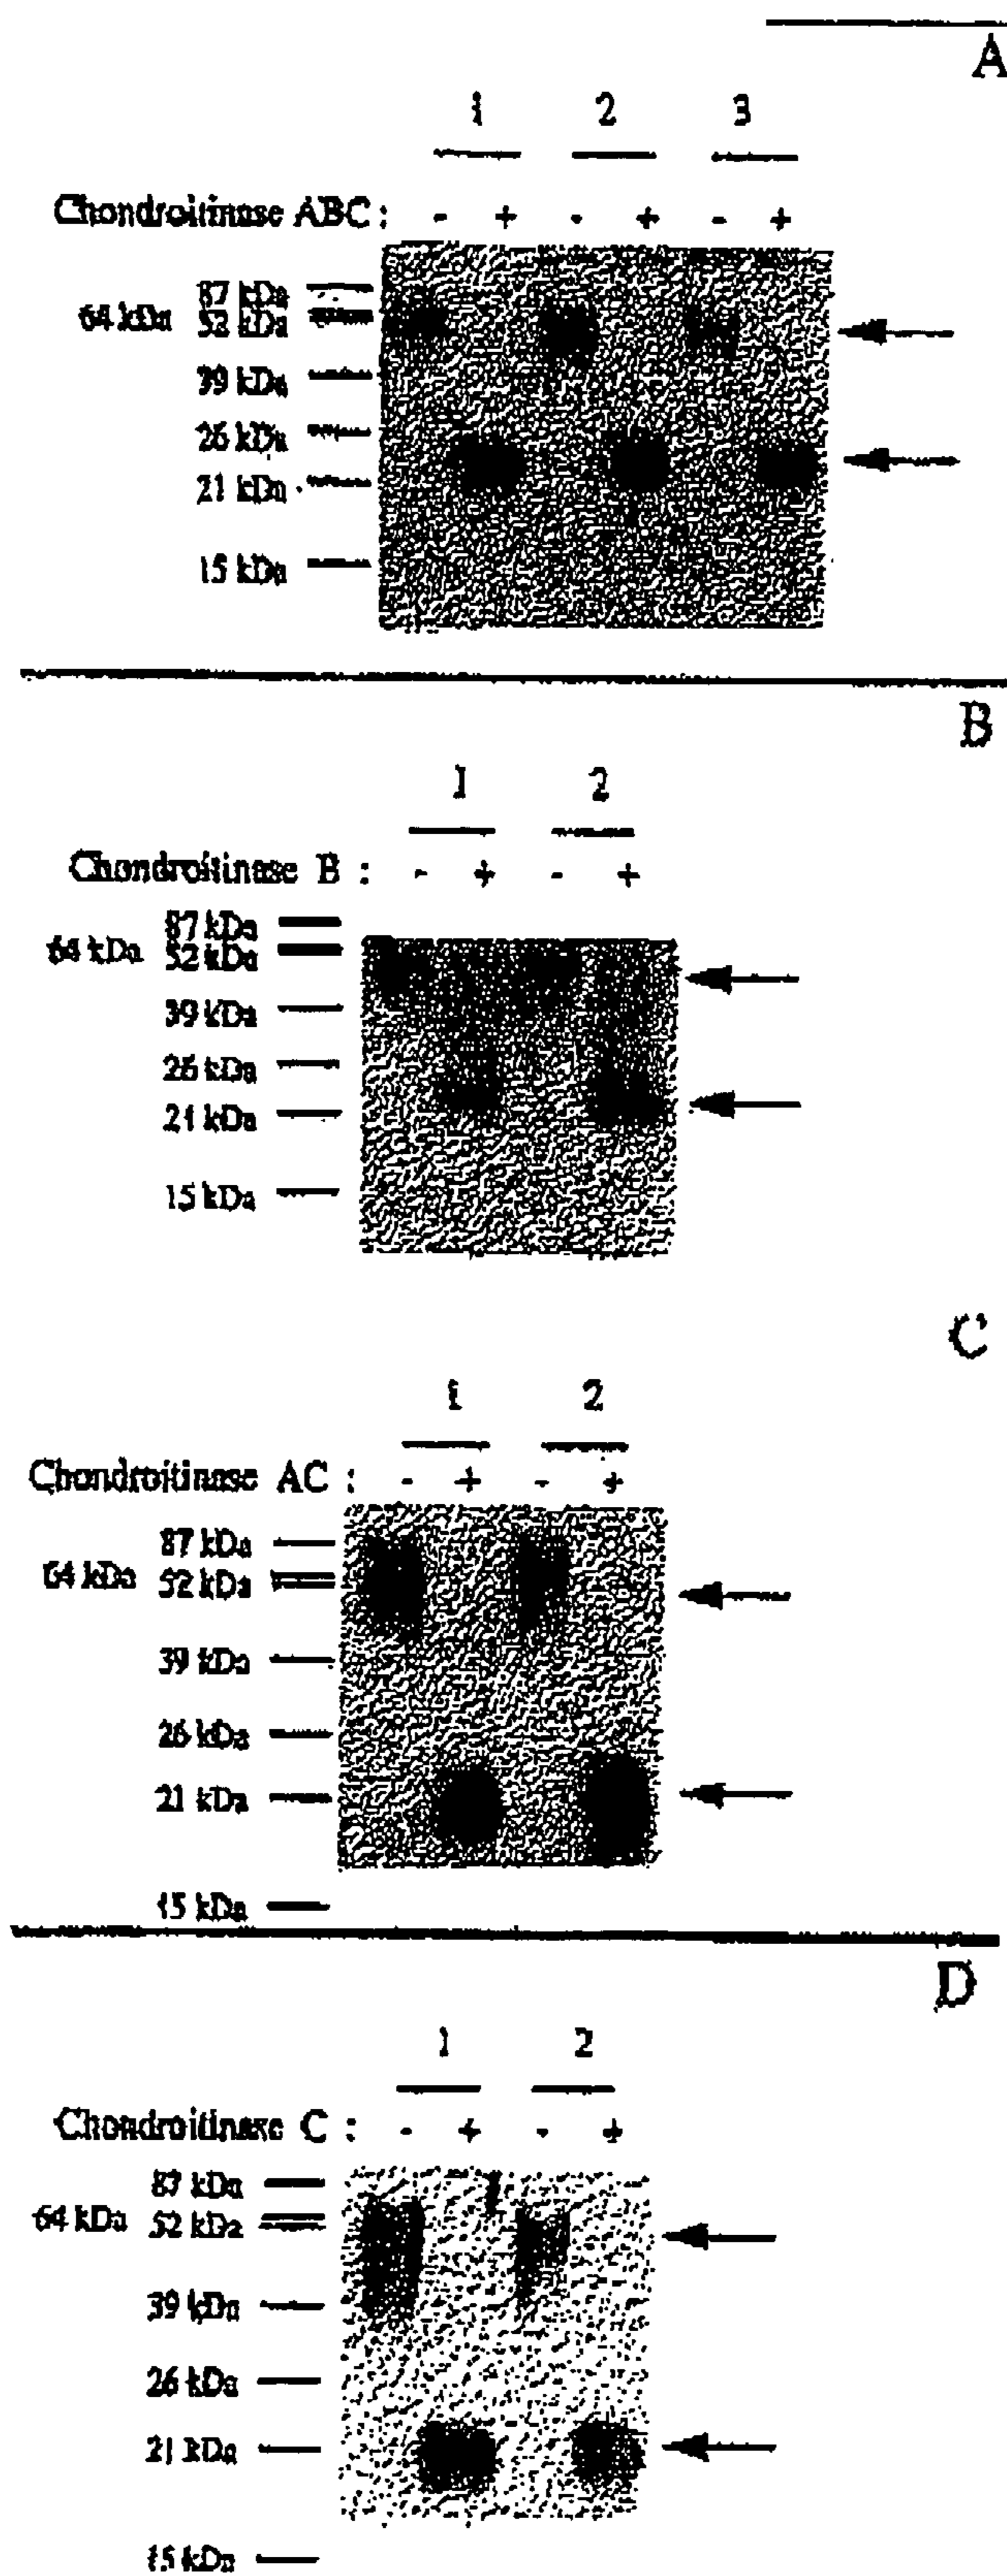 A
1 2 3
Chondroitinase ABC : - + - + - +
87 kDa
64 kDa 52 kDa
39 kDa
26 kDa
21 kDa
15 kDa
B
1 2
Chondroitinase B : - + - +
87 kDa
64 kDa 52 kDa
39 kDa
26 kDa
21 kDa
15 kDa
C
1 2
Chondroitinase AC : - + - +
87 kDa
64 kDa 52 kDa
39 kDa
26 kDa
21 kDa
15 kDa
D
1 2
Chondroitinase C : - + - +
87 kDa
64 kDa 52 kDa
39 kDa
26 kDa
21 kDa
15 kDa